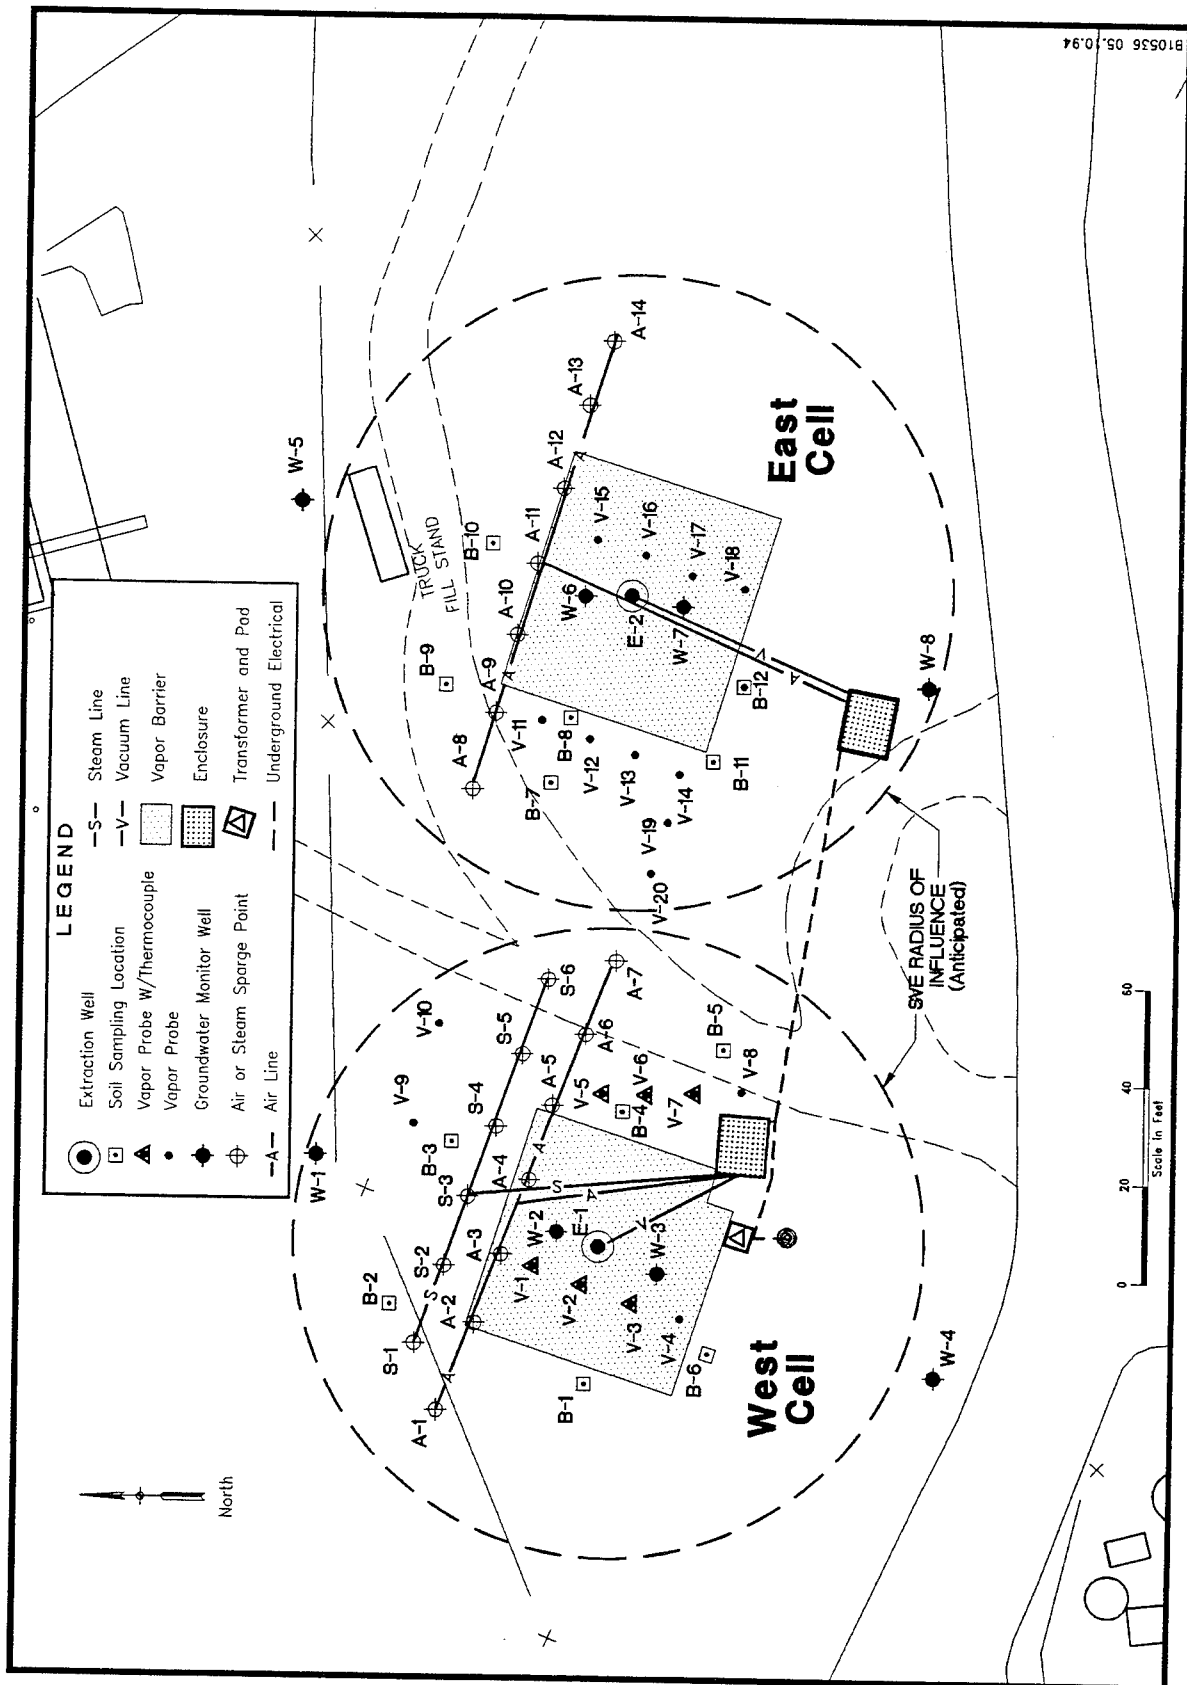 LEGEND
Extraction Well
Soil Sampling Location
Vapor Probe W/Thermocouple
Vapor Probe
Groundwater Monitor Well
Air or Steam Sparge Point
—A— Air Line
—S— Steam Line
—V— Vacuum Line
Vapor Barrier
Enclosure
Transformer and Pad
Underground Electrical
North
W-1
W-5
TRUCK
FILL STAND
B-2
B-3
V-9
V-10
S-1
S-2
S-3
S-4
S-5
S-6
A-1
A-2
A-3
A-4
A-5
A-6
A-7
S
A
A
S
A
V
V-1
V-2
V-3
V-4
W-2
E-1
W-3
B-1
B-6
V-5
V-6
B-4
V-7
V-8
B-5
West
Cell
W-4
A-8
A-9
A-10
A-11
A-12
A-13
A-14
A
A
B-9
B-10
V-11
B-8
B-7
V-12
V-13
V-14
V-19
V-20
B-11
B-12
W-6
E-2
W-7
V-15
V-16
V-17
V-18
V
A
East
Cell
W-8
SVE RADIUS OF
INFLUENCE
(Anticipated)
0 20 40 60
Scale in Feet
B10536 05.10.94